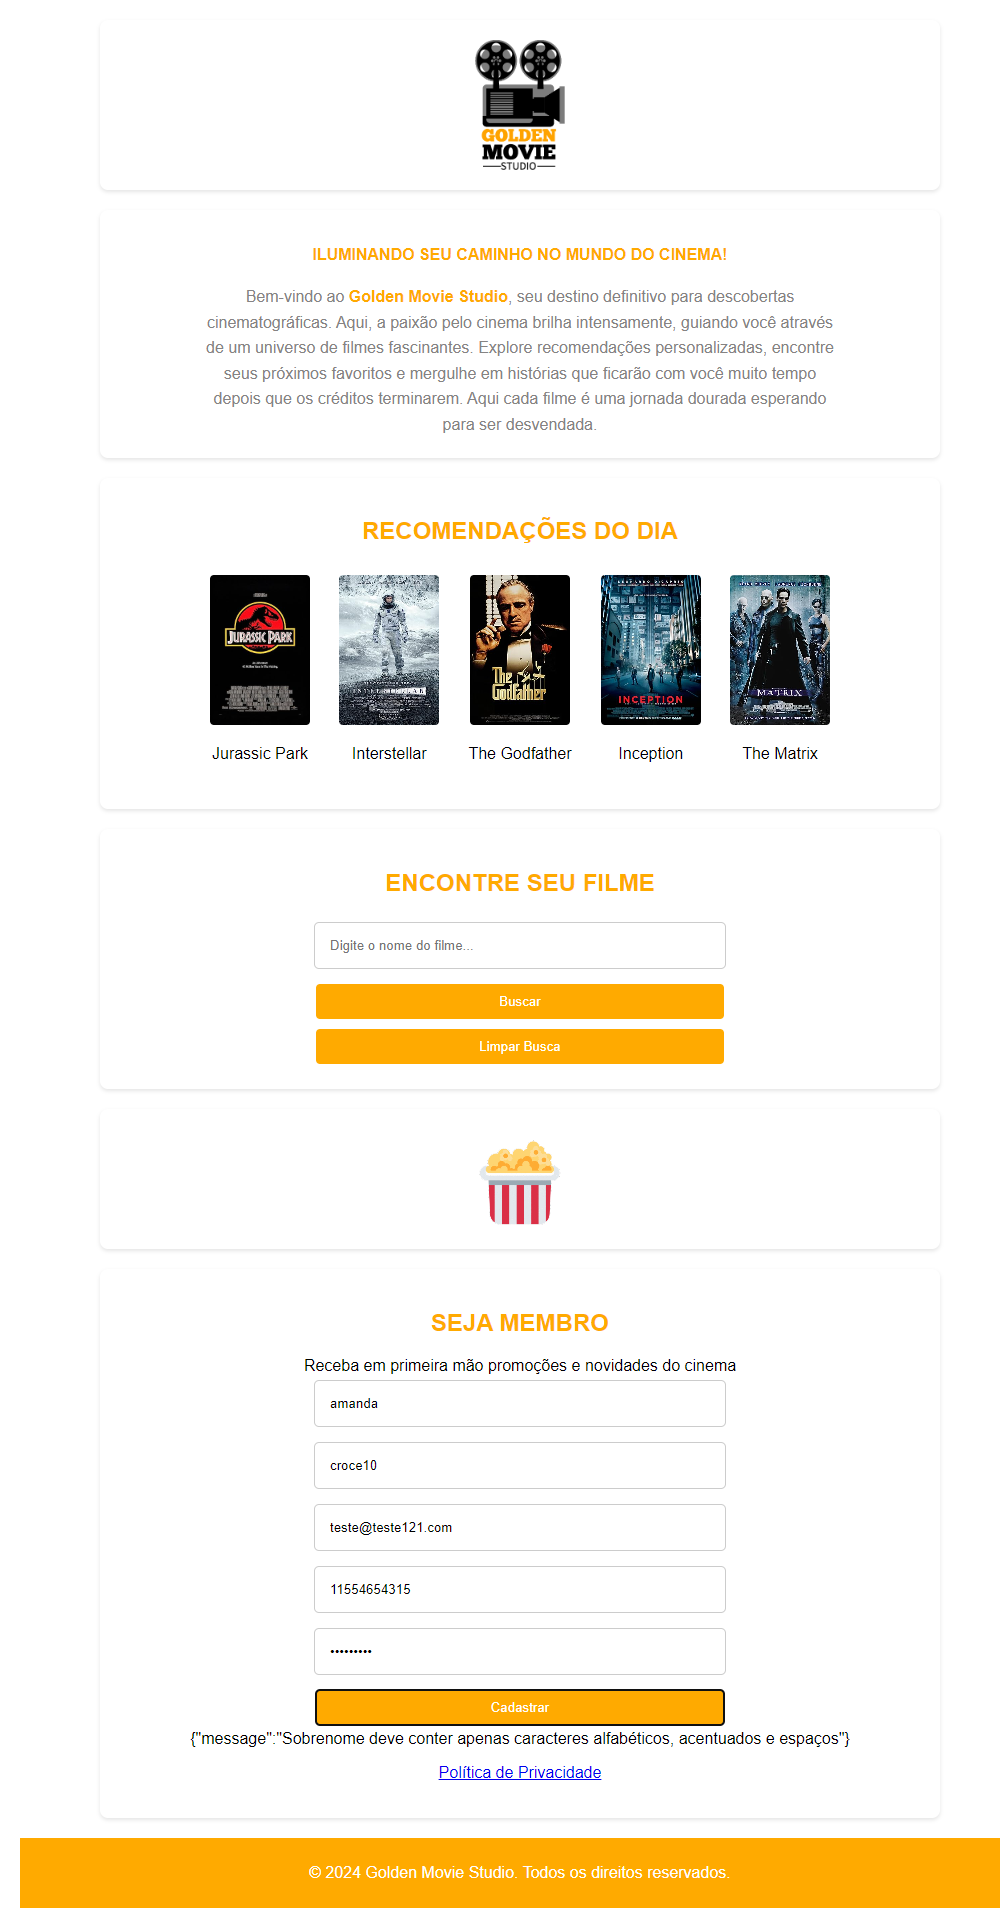 GOLDEN
MOVIE
STUDIO
ILUMINANDO SEU CAMINHO NO MUNDO DO CINEMA!
Bem-vindo ao Golden Movie Studio, seu destino definitivo para descobertas
cinematográficas. Aqui, a paixão pelo cinema brilha intensamente, guiando você através
de um universo de filmes fascinantes. Explore recomendações personalizadas, encontre
seus próximos favoritos e mergulhe em histórias que ficarão com você muito tempo
depois que os créditos terminarem. Aqui cada filme é uma jornada dourada esperando
para ser desvendada.
RECOMENDAÇÕES DO DIA
JURASSIC PARK
INTERSTELLAR
The Godfather
LEONARDO DICAPRIO
INCEPTION
MATRIX
Jurassic Park
Interstellar
The Godfather
Inception
The Matrix
ENCONTRE SEU FILME
Digite o nome do filme...
Buscar
Limpar Busca
SEJA MEMBRO
Receba em primeira mão promoções e novidades do cinema
amanda
croce10
teste@teste121.com
11554654315
•••••••••
Cadastrar
{"message":"Sobrenome deve conter apenas caracteres alfabéticos, acentuados e espaços"}
Política de Privacidade
© 2024 Golden Movie Studio. Todos os direitos reservados.